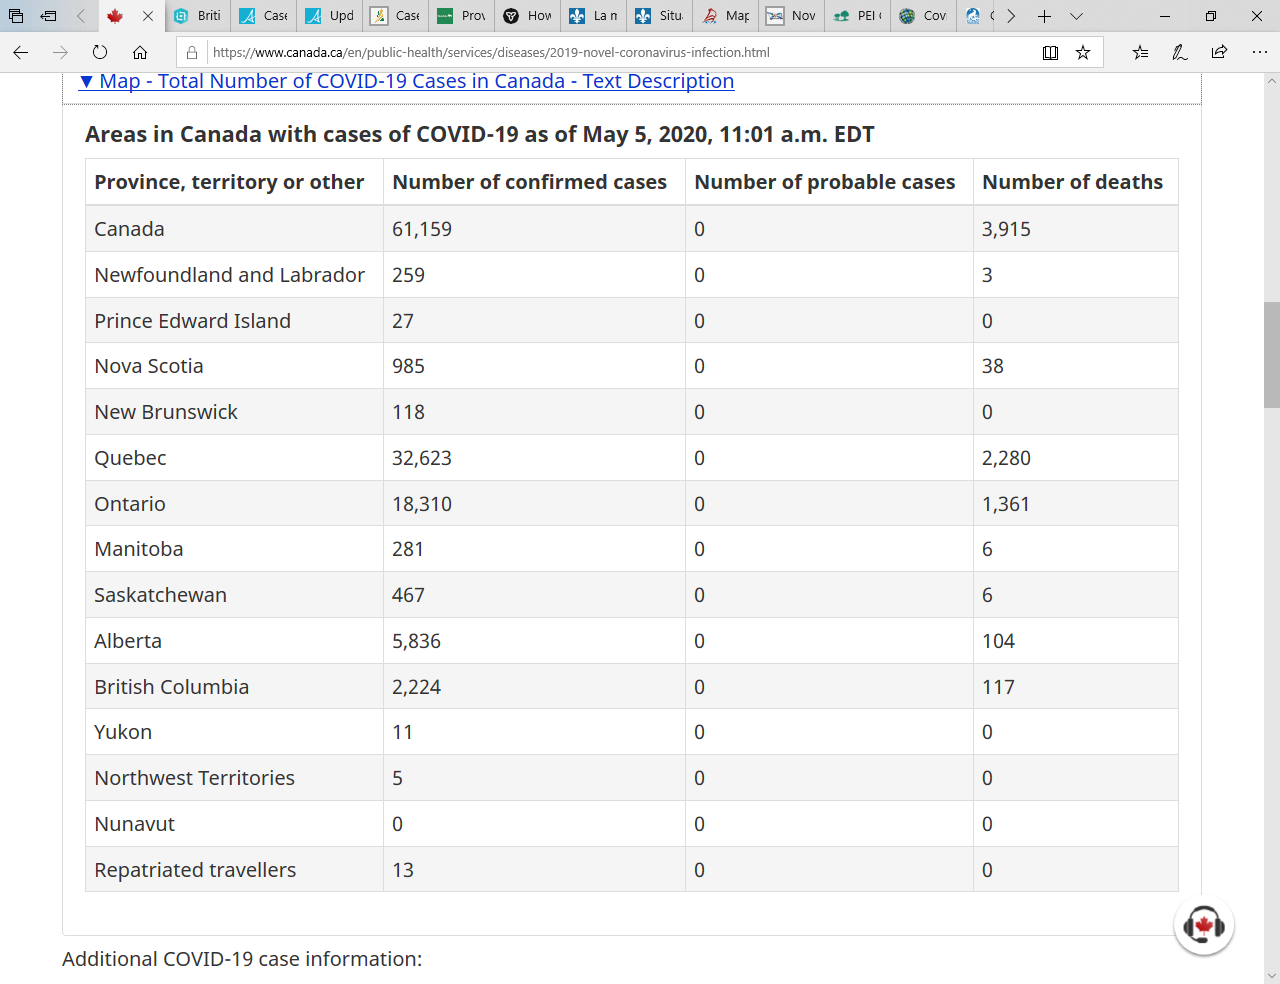 Briti
Case
Upd
Case
Prov
How
La m
Situ
Map
Nov
PEI
Cov
https://www.canada.ca/en/public-health/services/diseases/2019-novel-coronavirus-infection.html
▼ Map - Total Number of COVID-19 Cases in Canada - Text Description
Areas in Canada with cases of COVID-19 as of May 5, 2020, 11:01 a.m. EDT
Province, territory or other Number of confirmed cases Number of probable cases Number of deaths
Canada 61,159 0 3,915
Newfoundland and Labrador 259 0 3
Prince Edward Island 27 0 0
Nova Scotia 985 0 38
New Brunswick 118 0 0
Quebec 32,623 0 2,280
Ontario 18,310 0 1,361
Manitoba 281 0 6
Saskatchewan 467 0 6
Alberta 5,836 0 104
British Columbia 2,224 0 117
Yukon 11 0 0
Northwest Territories 5 0 0
Nunavut 0 0 0
Repatriated travellers 13 0 0
Additional COVID-19 case information: